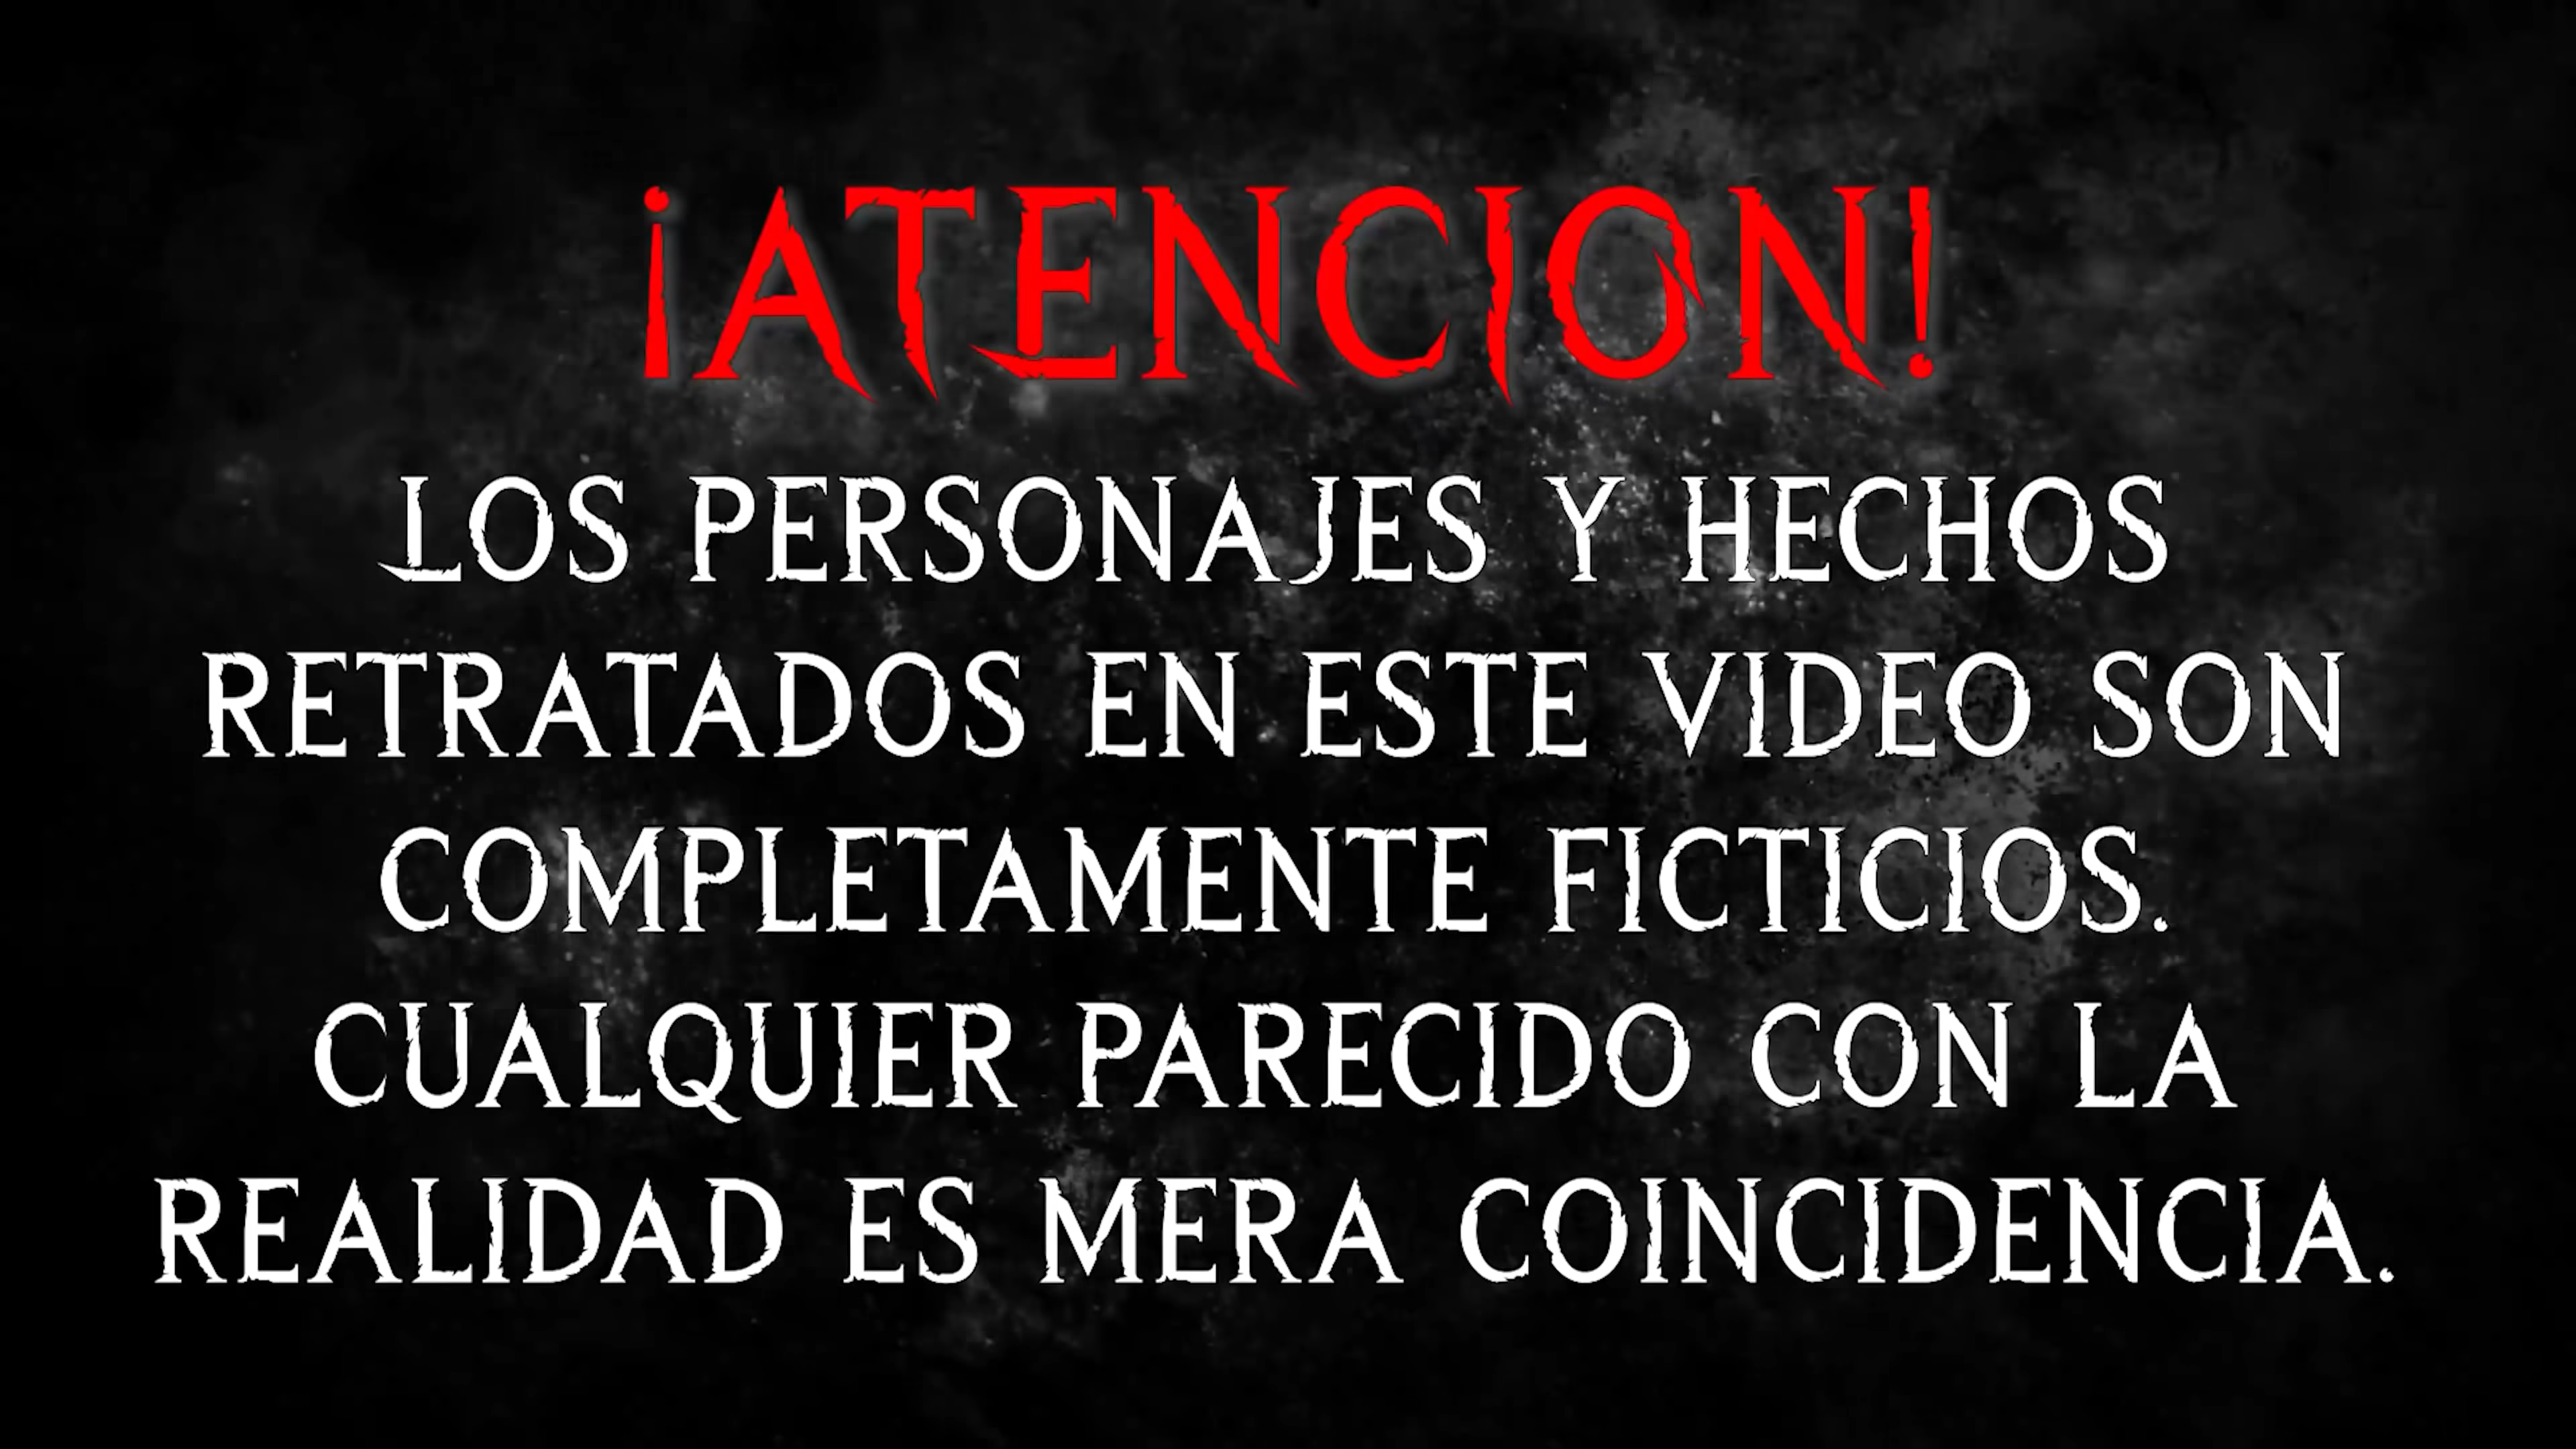 ¡ATENCION!
LOS PERSONAJES Y HECHOS
RETRATADOS EN ESTE VIDEO SON
COMPLETAMENTE FICTICIOS.
CUALQUIER PARECIDO CON LA
REALIDAD ES MERA COINCIDENCIA.